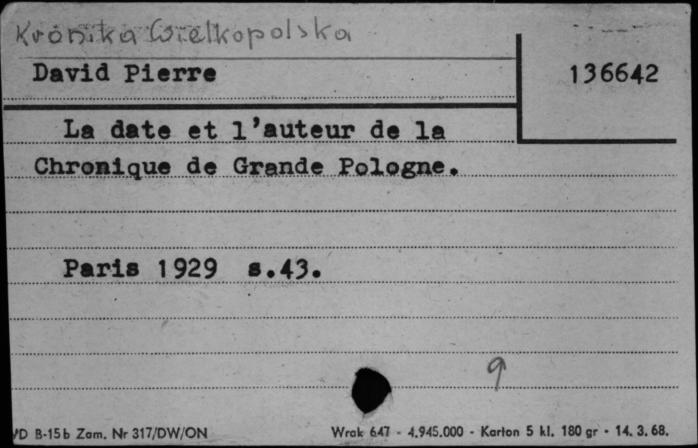 Kronika Wielkopolska
David Pierre
136642
La date et l'auteur de la
Chronique de Grande Pologne.
Paris 1929 s.43.
9
VD B-15b Zam. Nr 317/DW/ON
Wrak 647 - 4.945.000 - Karton 5 kl. 180 gr - 14. 3. 68.